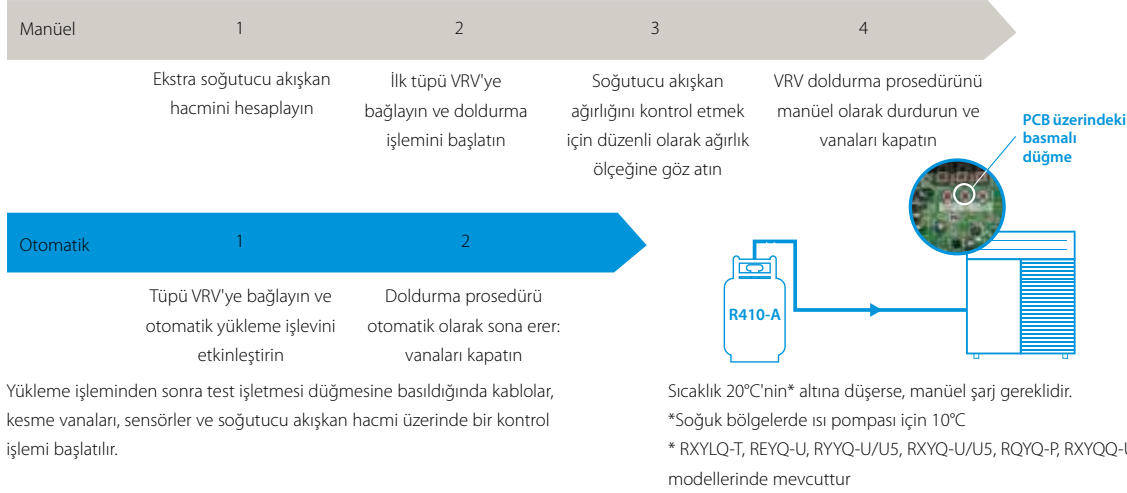 Manüel 1 2 3 4
Ekstra soğutucu akışkan
hacmini hesaplayın
İlk tüpü VRV'ye
bağlayın ve doldurma
işlemini başlatın
Soğutucu akışkan
ağırlığını kontrol etmek
için düzenli olarak ağırlık
ölçeğine göz atın
VRV doldurma prosedürünü
manüel olarak durdurun ve
vanaları kapatın
PCB üzerindeki
basmalı
düğme
Otomatik 1 2
Tüpü VRV'ye bağlayın ve
otomatik yükleme işlevini
etkinleştirin
Doldurma prosedürü
otomatik olarak sona erer:
vanaları kapatın
R410-A
Yükleme işleminden sonra test işletmesi düğmesine basıldığında kablolar,
kesme vanaları, sensörler ve soğutucu akışkan hacmi üzerinde bir kontrol
işlemi başlatılır.
Sıcaklık 20°C'nin* altına düşerse, manüel şarj gereklidir.
*Soğuk bölgelerde ısı pompası için 10°C
* RXYLQ-T, REYQ-U, RYYQ-U/U5, RXYQ-U/U5, RQYQ-P, RXYQQ-U
modellerinde mevcuttur